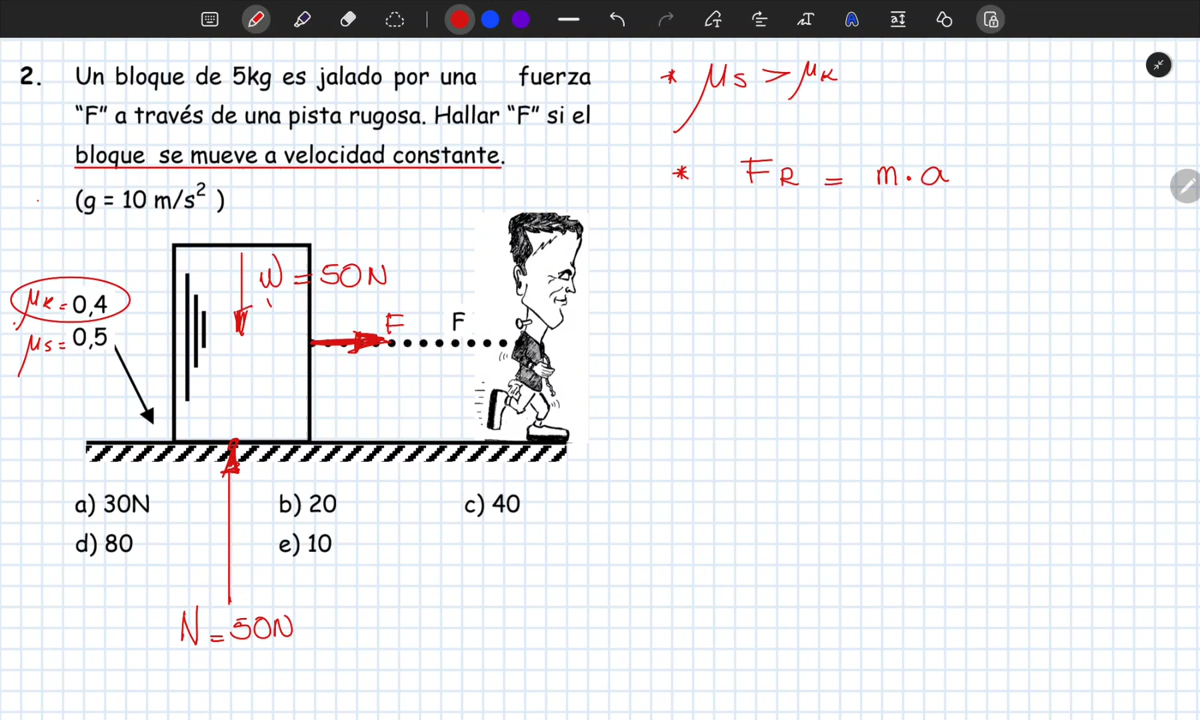 2. Un bloque de 5kg es jalado por una fuerza
"F" a través de una pista rugosa. Hallar "F" si el
bloque se mueve a velocidad constante.
(g = 10 m/s² )
* μs > μK
* FR = m · a
W = 50N
μK = 0,4
μs = 0,5
F
F
a) 30N b) 20 c) 40
d) 80 e) 10
N = 50N